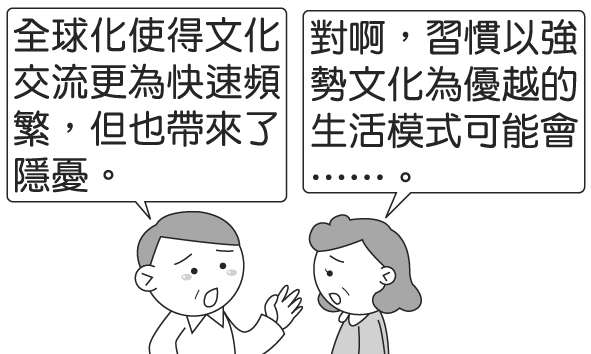 全球化使得文化
交流更為快速頻
繁，但也帶來了
隱憂。
對啊，習慣以強
勢文化為優越的
生活模式可能會
……。